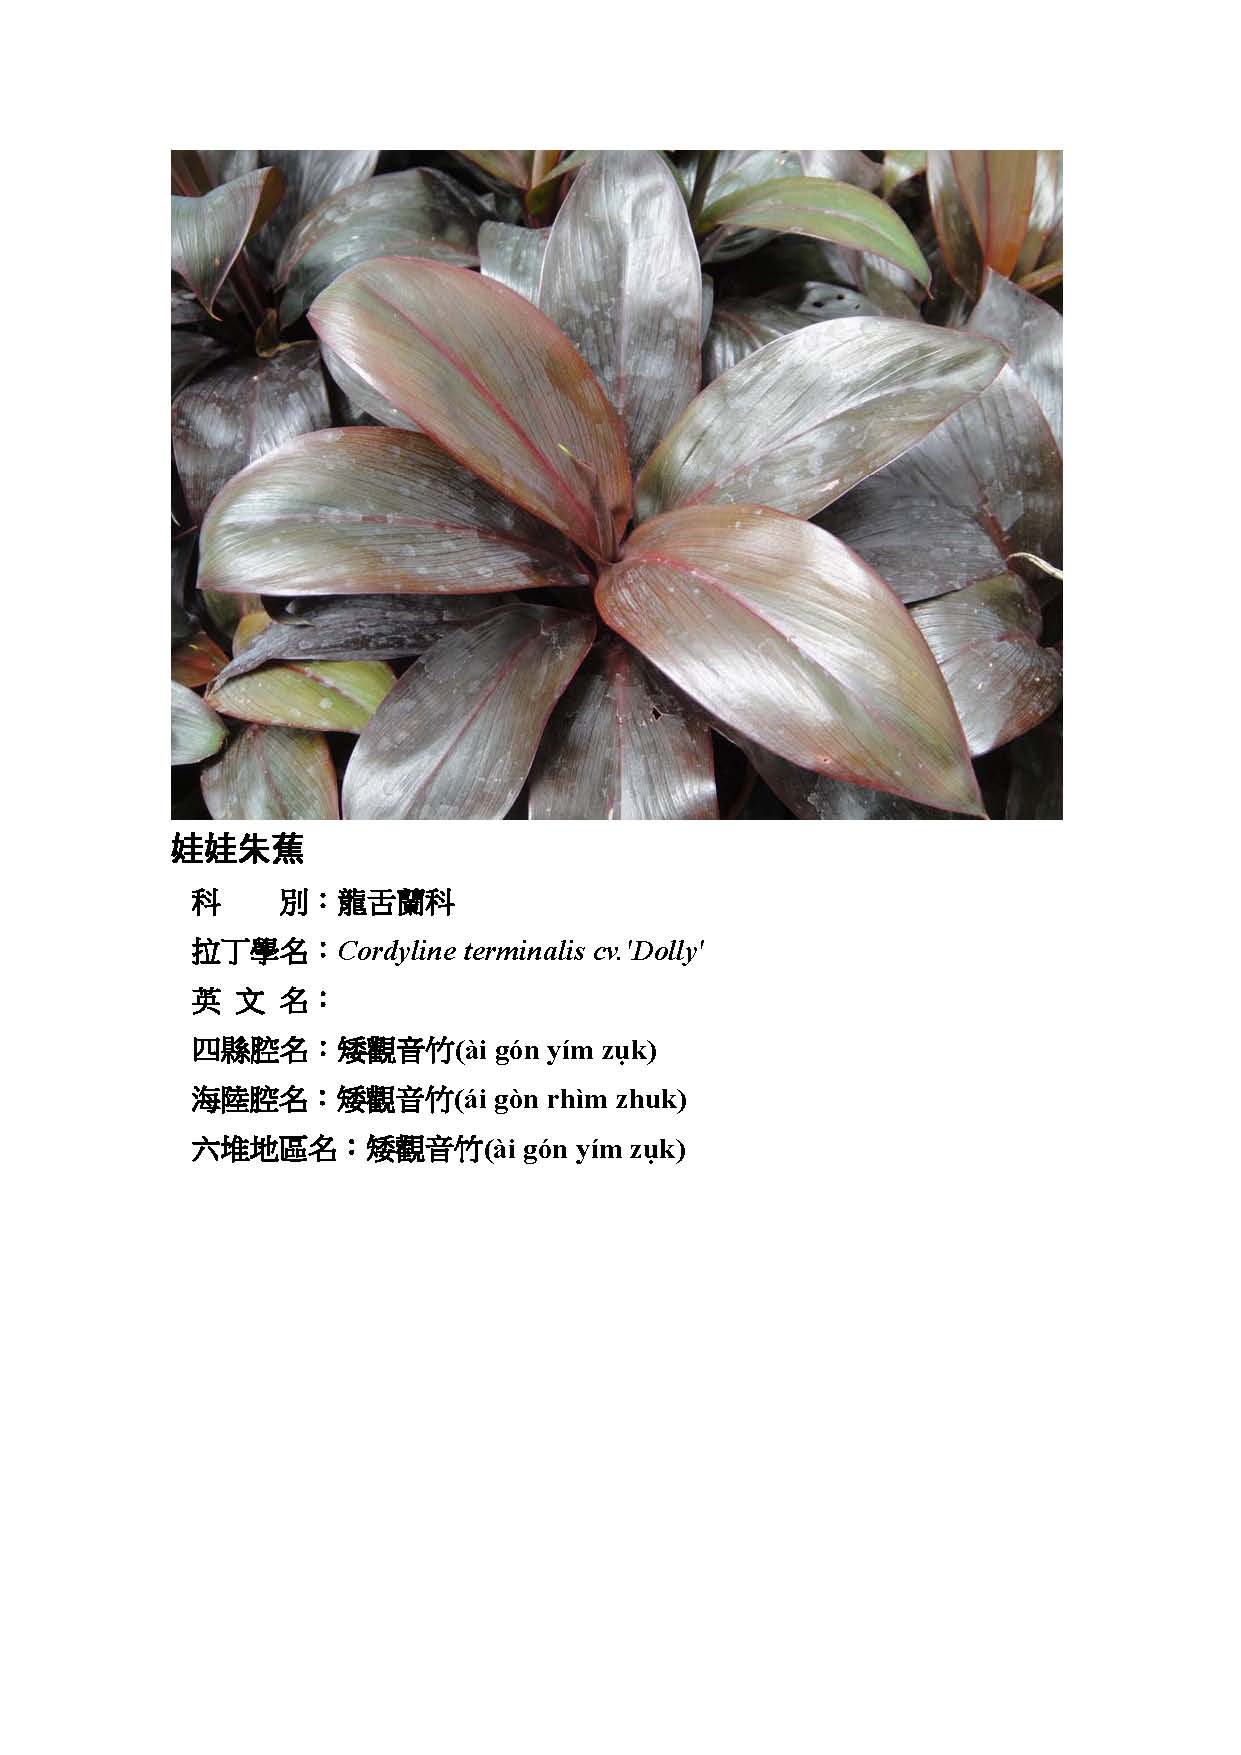 娃娃朱蕉
科　　別：龍舌蘭科
拉丁學名：Cordyline terminalis cv.'Dolly'
英 文 名：
四縣腔名：矮觀音竹(ài gón yím zụk)
海陸腔名：矮觀音竹(ái gòn rhìm zhuk)
六堆地區名：矮觀音竹(ài gón yím zụk)